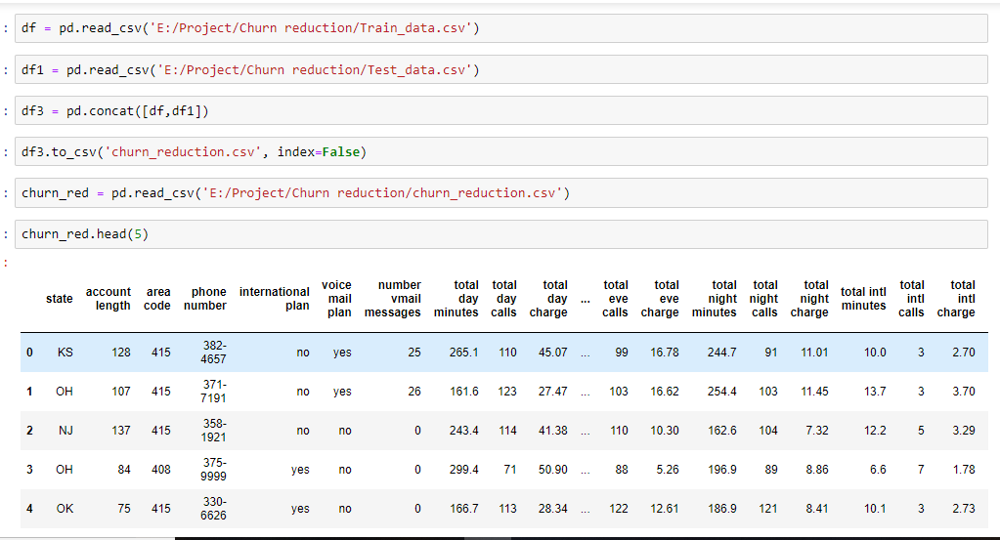 : df = pd.read_csv('E:/Project/Churn reduction/Train_data.csv')
: df1 = pd.read_csv('E:/Project/Churn reduction/Test_data.csv')
: df3 = pd.concat([df,df1])
: df3.to_csv('churn_reduction.csv', index=False)
: churn_red = pd.read_csv('E:/Project/Churn reduction/churn_reduction.csv')
: churn_red.head(5)
:
state account length area code phone number international plan voice mail plan number vmail messages total day minutes total day calls total day charge ... total eve calls total eve charge total night minutes total night calls total night charge total intl minutes total intl calls total intl charge
0 KS 128 415 382-4657 no yes 25 265.1 110 45.07 ... 99 16.78 244.7 91 11.01 10.0 3 2.70
1 OH 107 415 371-7191 no yes 26 161.6 123 27.47 ... 103 16.62 254.4 103 11.45 13.7 3 3.70
2 NJ 137 415 358-1921 no no 0 243.4 114 41.38 ... 110 10.30 162.6 104 7.32 12.2 5 3.29
3 OH 84 408 375-9999 yes no 0 299.4 71 50.90 ... 88 5.26 196.9 89 8.86 6.6 7 1.78
4 OK 75 415 330-6626 yes no 0 166.7 113 28.34 ... 122 12.61 186.9 121 8.41 10.1 3 2.73